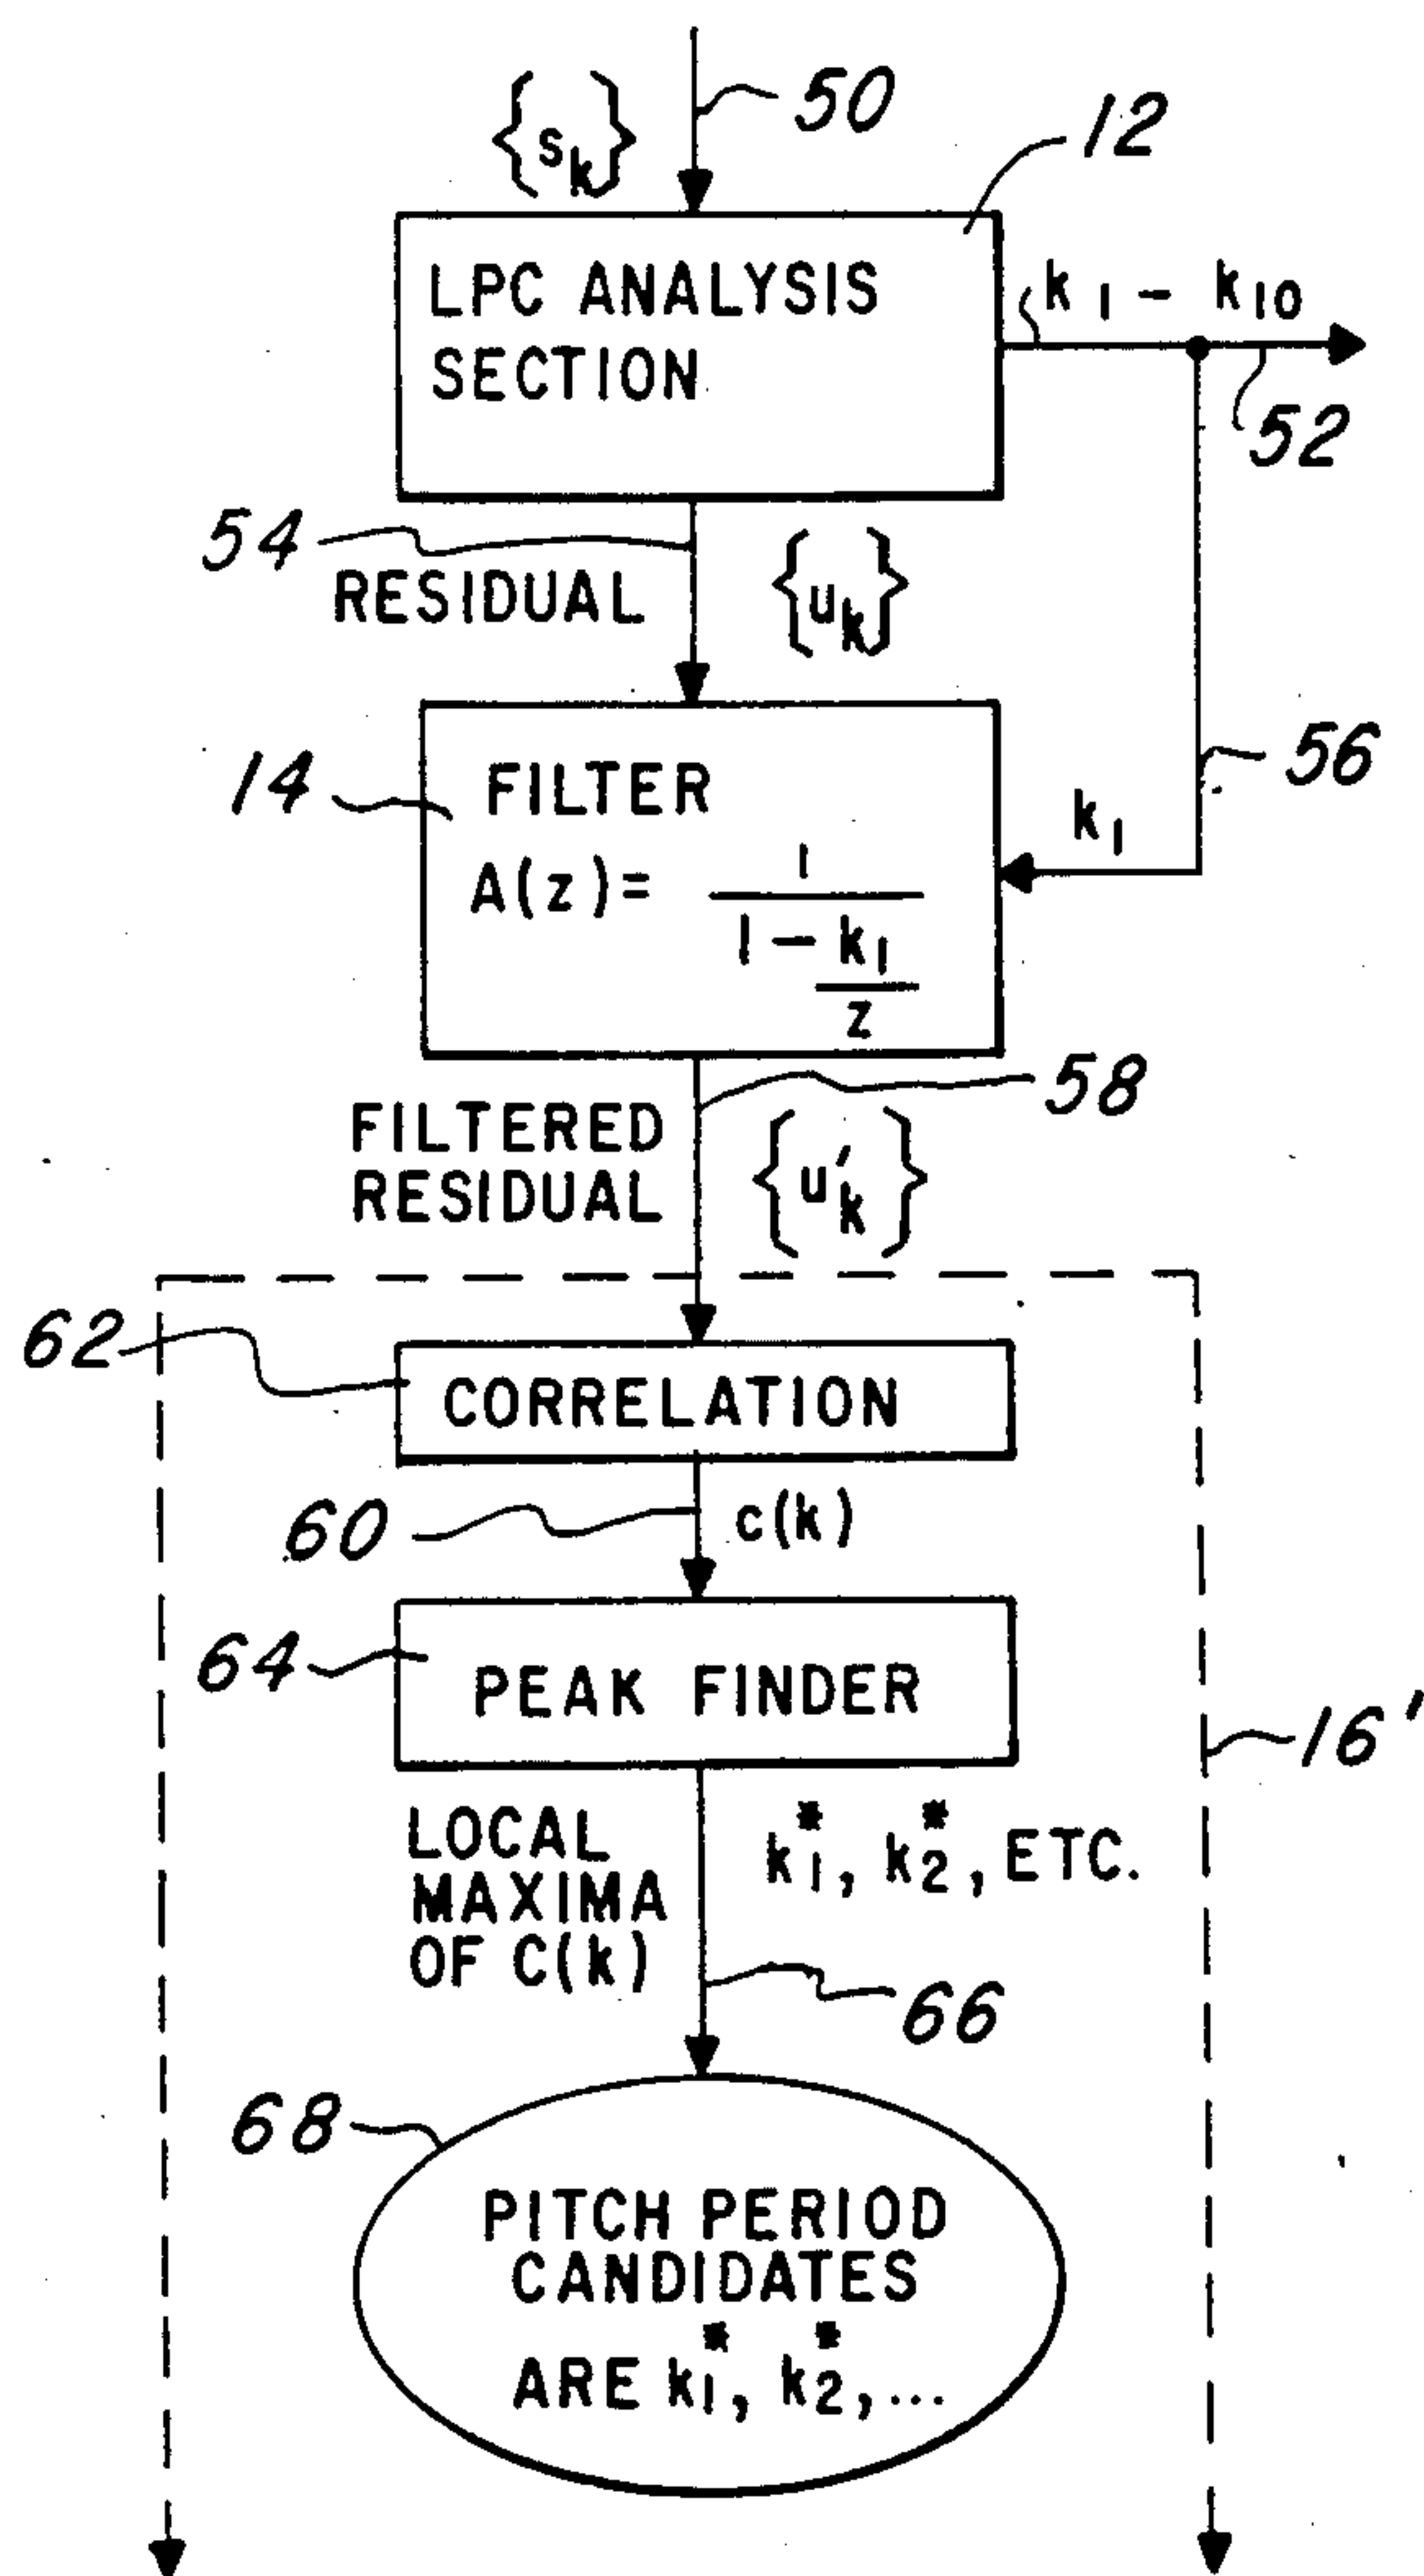 50
{s_k}
12
LPC ANALYSIS
SECTION
k_1 - k_10
52
54
RESIDUAL
{u_k}
14
FILTER
A(z) = 1 / (1 - k_1/z)
k_1
56
FILTERED
RESIDUAL
{u'_k}
58
62
CORRELATION
60
c(k)
64
PEAK FINDER
16'
LOCAL
MAXIMA
OF C(k)
k*_1, k*_2, ETC.
66
68
PITCH PERIOD
CANDIDATES
ARE k*_1, k*_2, ...